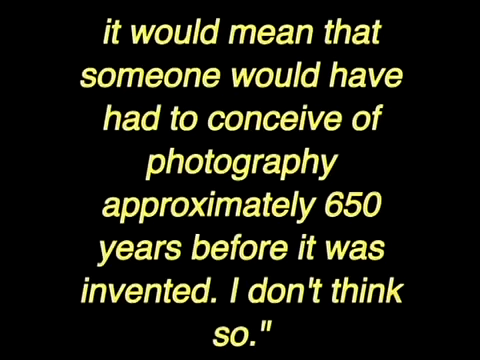 it would mean that
someone would have
had to conceive of
photography
approximately 650
years before it was
invented. I don't think
so."